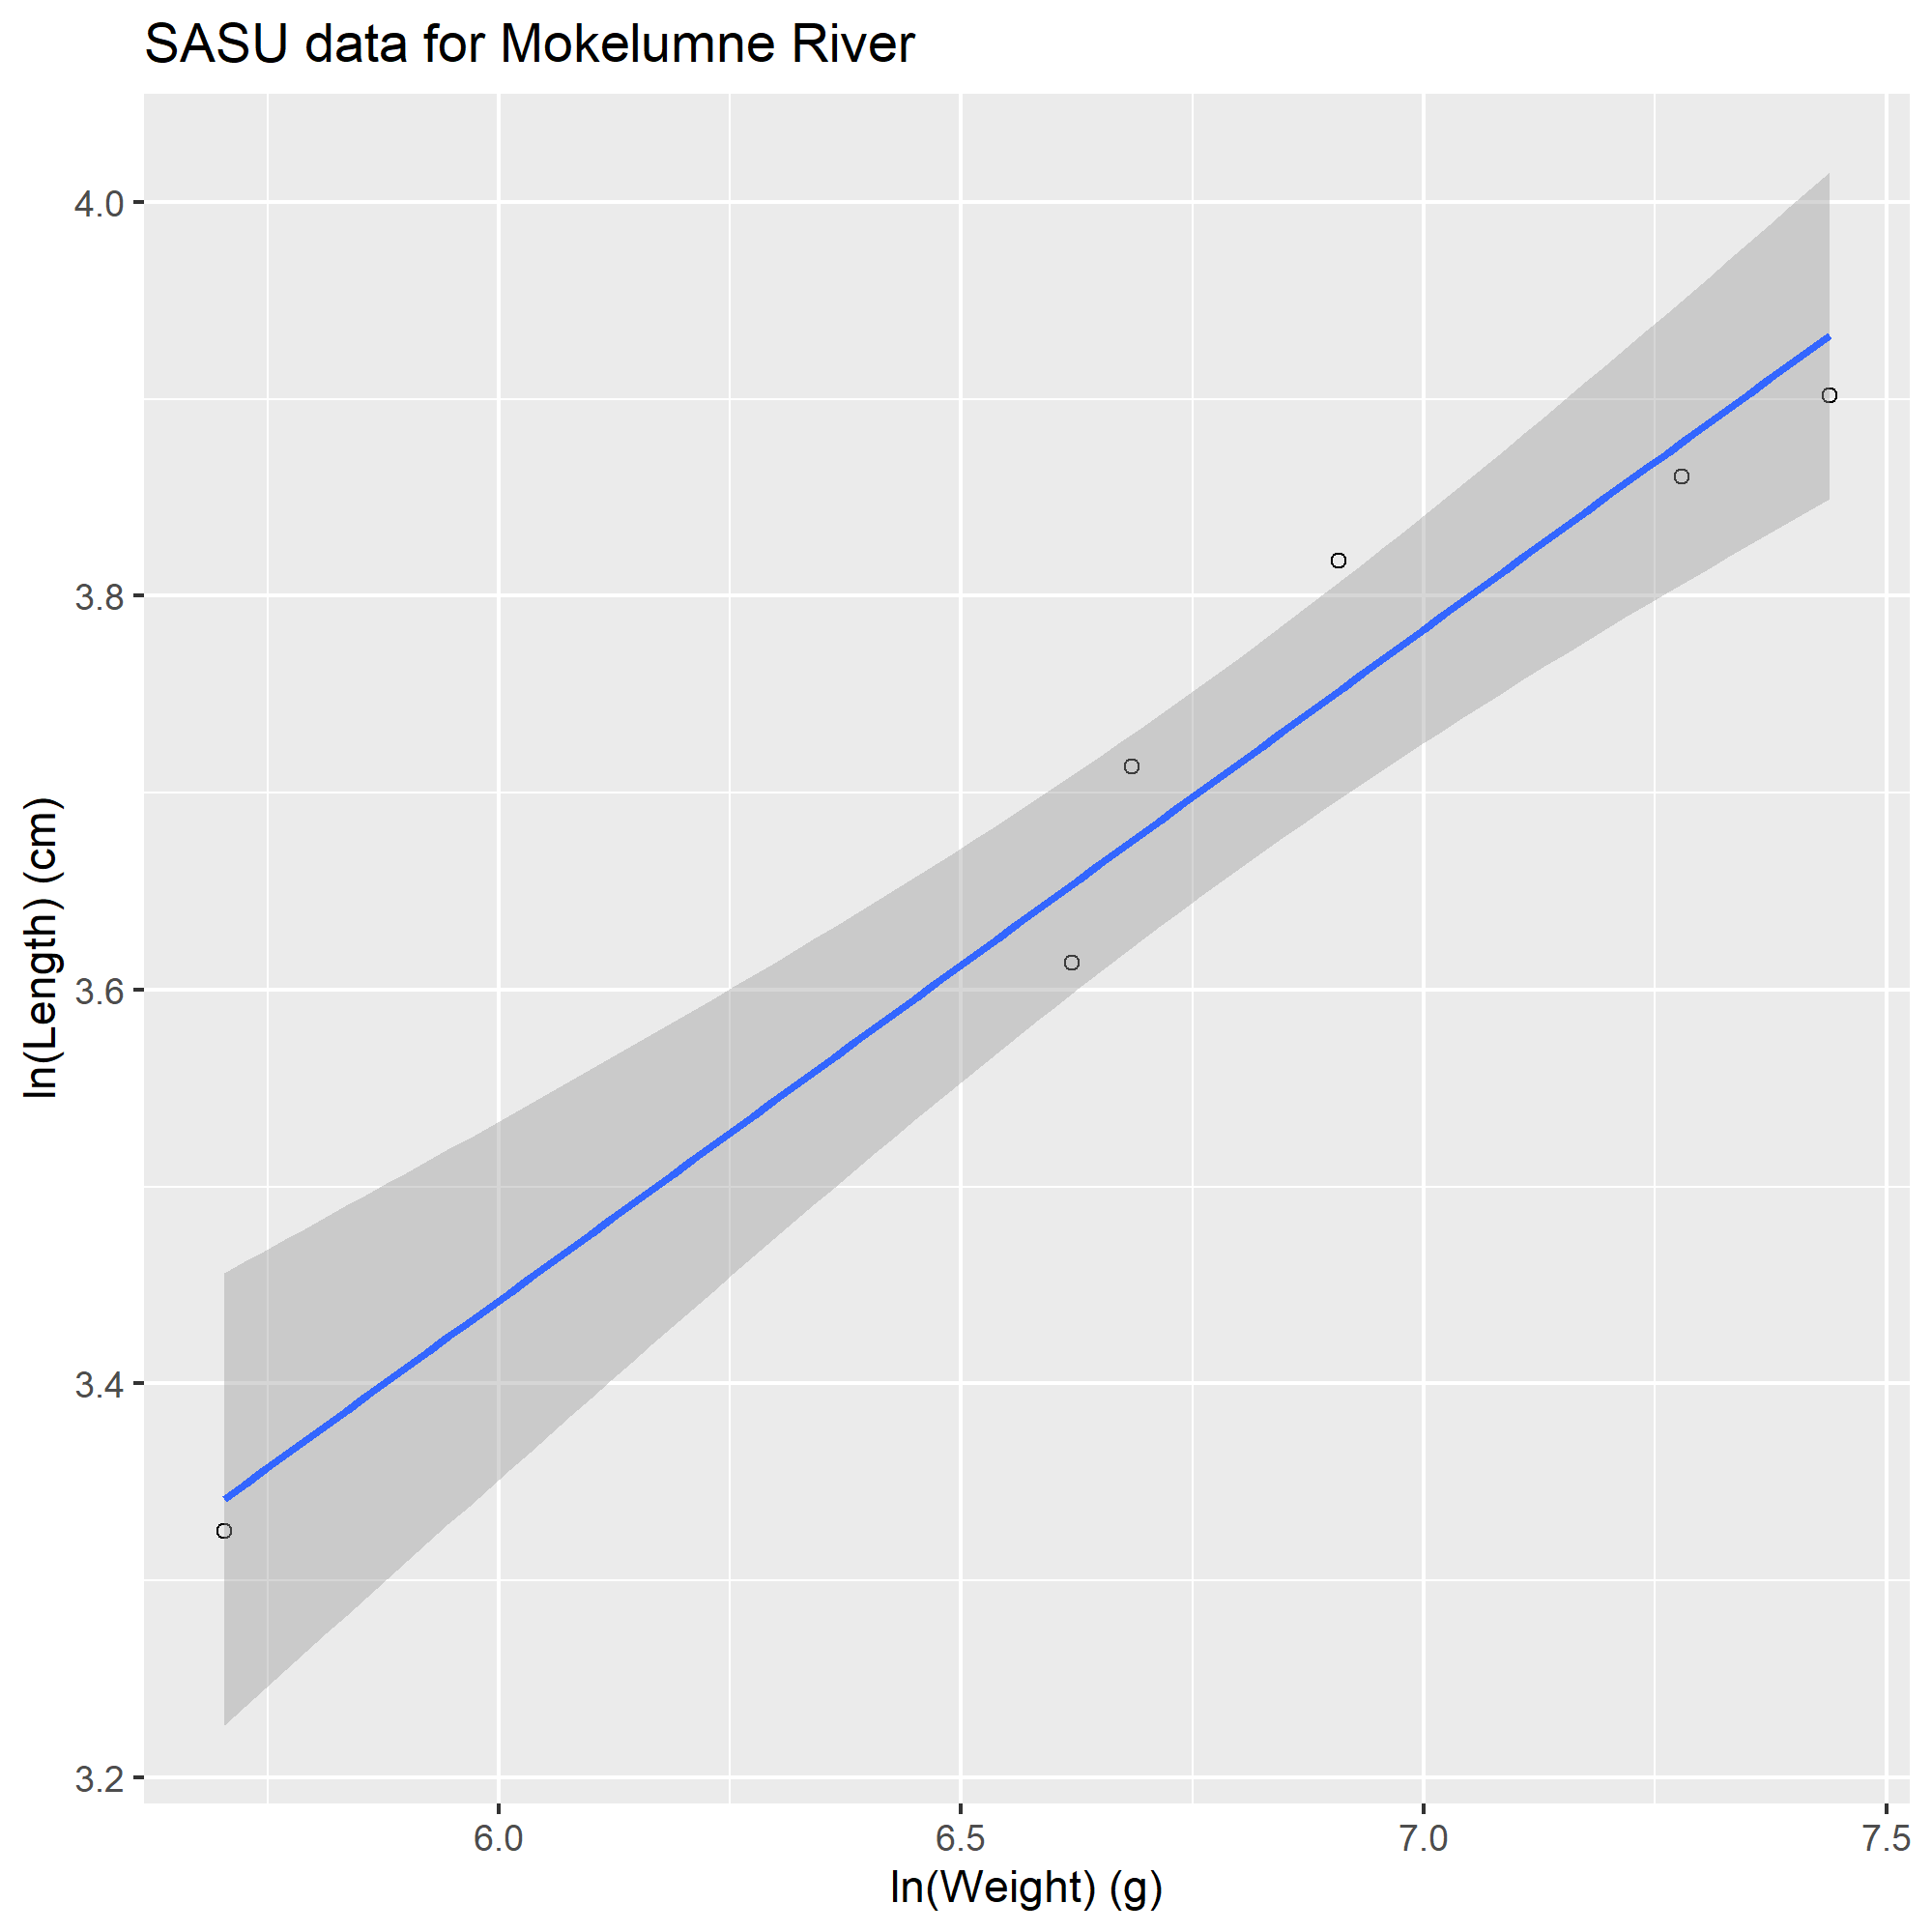 SASU data for Mokelumne River
ln(Length) (cm)
4.0
3.8
3.6
3.4
3.2
6.0 6.5 7.0 7.5
ln(Weight) (g)